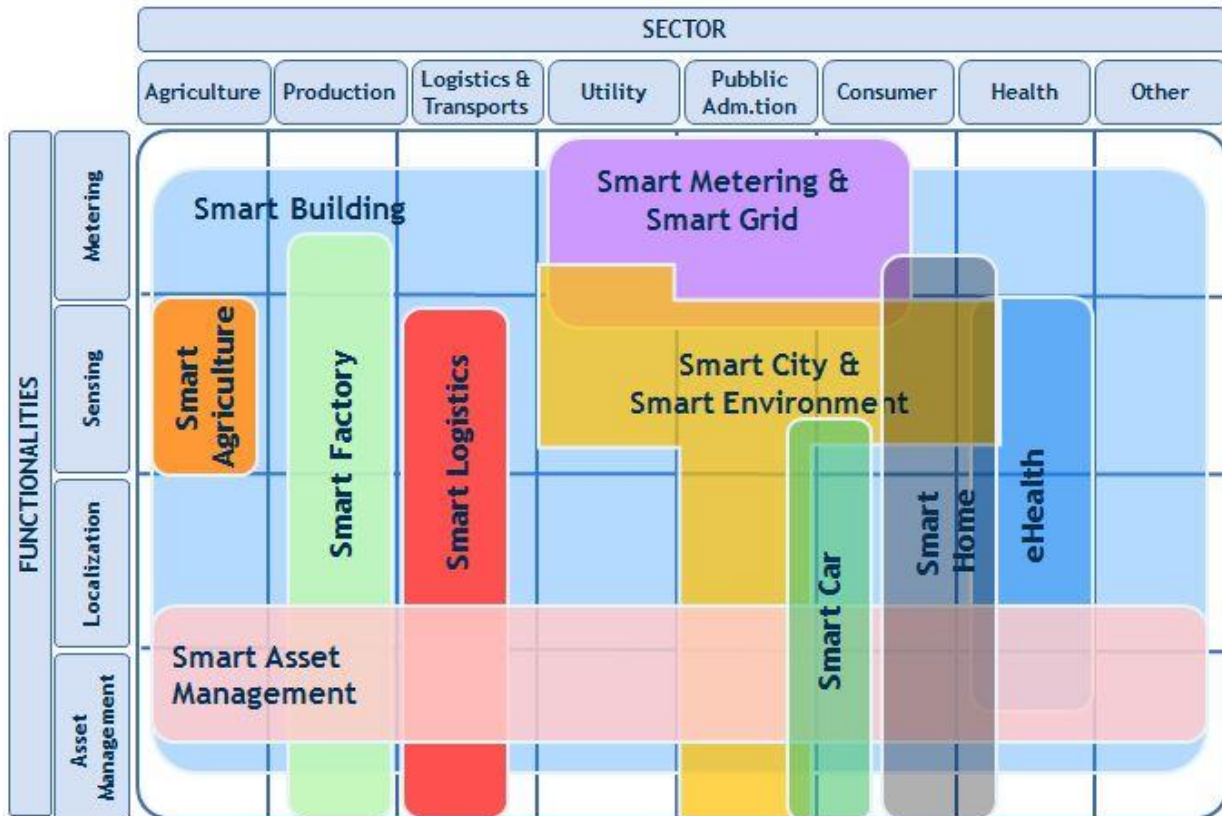 SECTOR
Agriculture
Production
Logistics &
Transports
Utility
Pubblic
Adm.tion
Consumer
Health
Other
FUNCTIONALITIES
Metering
Sensing
Localization
Asset
Management
Smart Building
Smart Metering &
Smart Grid
Smart
Agriculture
Smart Factory
Smart Logistics
Smart City &
Smart Environment
Smart Car
Smart
Home
eHealth
Smart Asset
Management